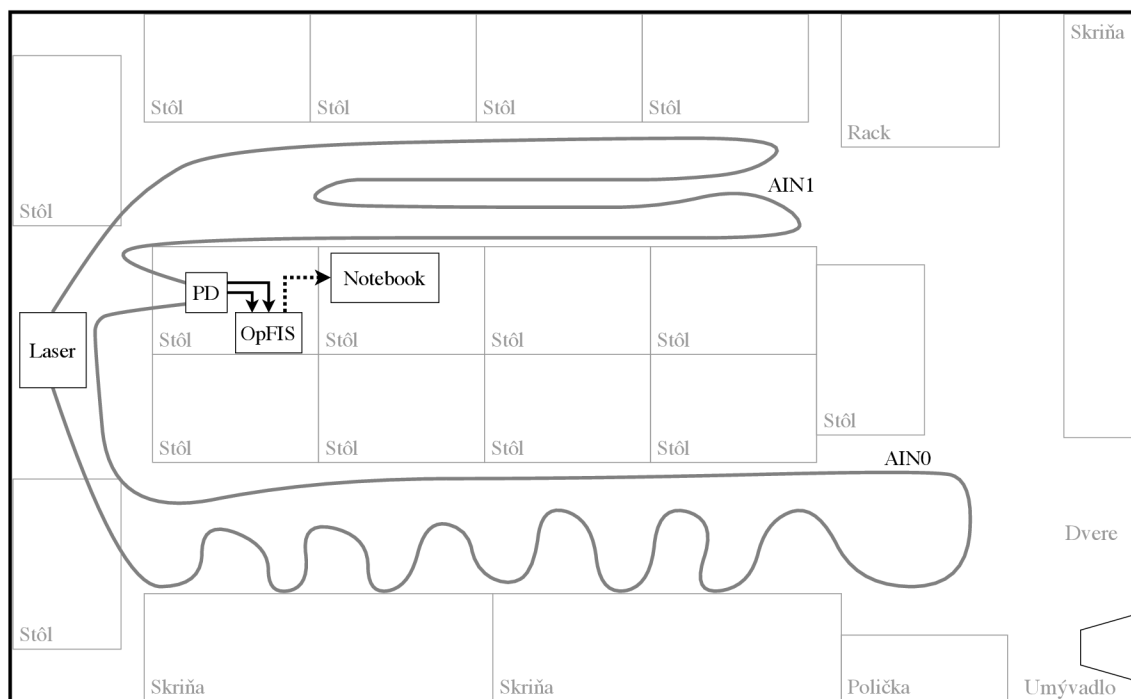 Skriňa
Stôl
Stôl
Stôl
Stôl
Rack
AIN1
Stôl
Notebook
PD
OpFIS
Laser
Stôl
Stôl
Stôl
Stôl
Stôl
Stôl
Stôl
Stôl
Stôl
AIN0
Dvere
Stôl
Skriňa
Skriňa
Polička
Umývadlo